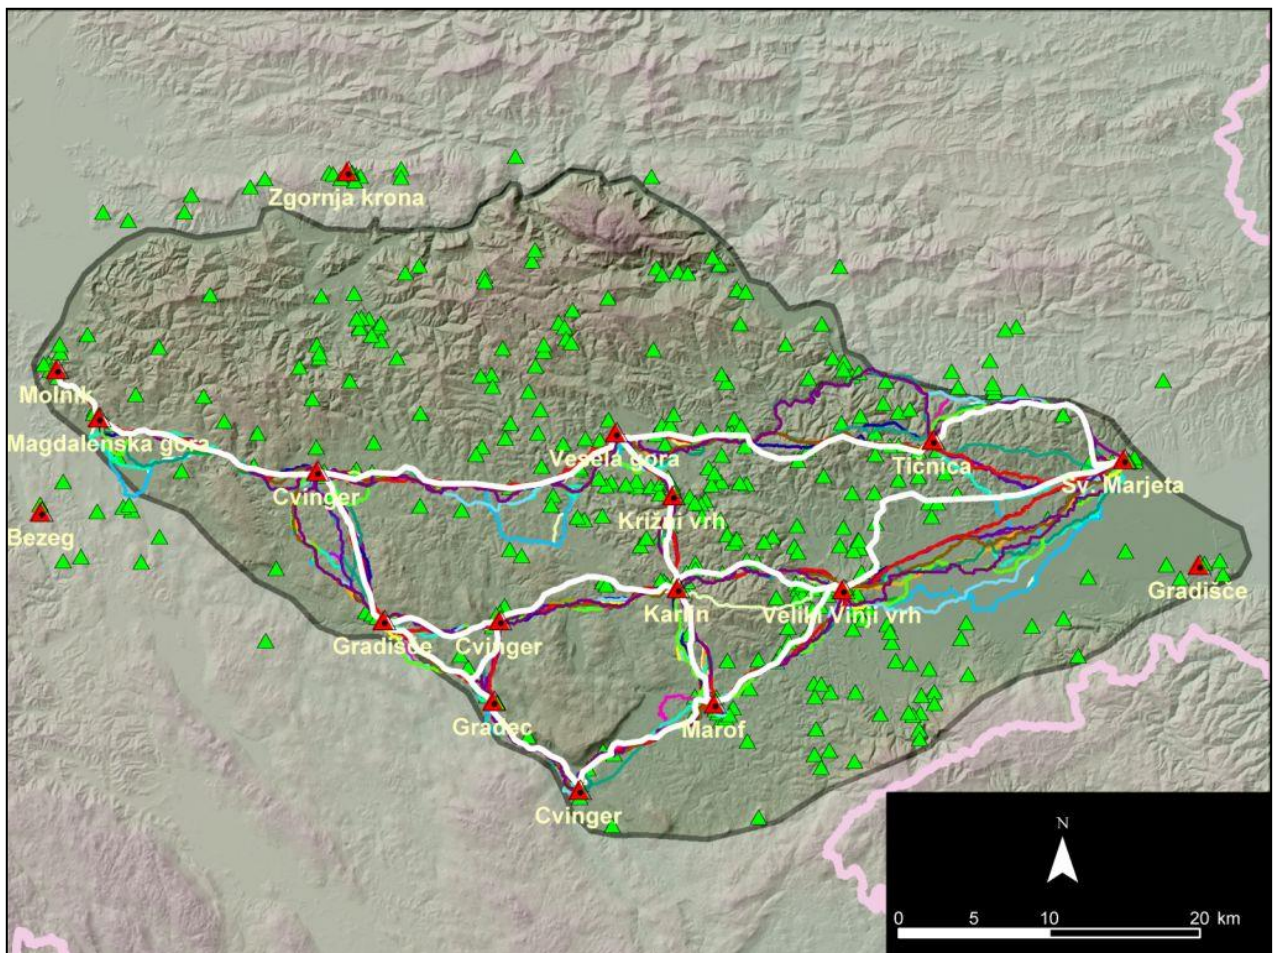 Zgornja krona
Molnik
Magdalenska gora
Vesela gora
Tičnica
Cvinger
Sv. Marjeta
Bezeg
Križni vrh
Gradišče
Karlin
Veliki Vinji vrh
Gradišče
Cvinger
Gradec
Marof
Cvinger
N
0 5 10 20 km